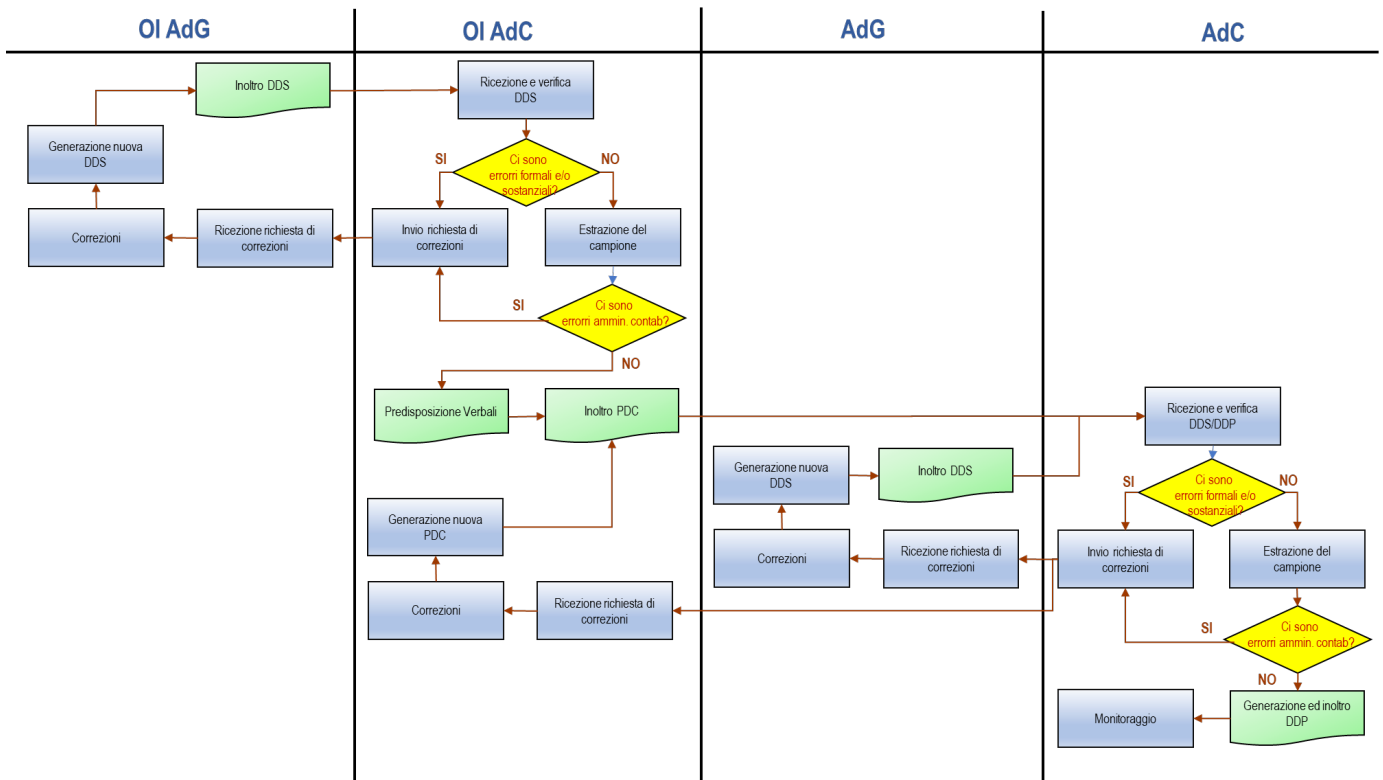 OI AdG
OI AdC
AdG
AdC
Inoltro DDS
Ricezione e verifica
DDS
Generazione nuova
DDS
SI
Ci sono
errorri formali e/o
sostanziali?
NO
Correzioni
Ricezione richiesta di
correzioni
Invio richiesta di
correzioni
Estrazione del
campione
SI
Ci sono
errorri ammin. contab?
NO
Predisposizione Verbali
Inoltro PDC
Ricezione e verifica
DDS/DDP
Generazione nuova
DDS
Inoltro DDS
SI
Ci sono
errori formali e/o
sostanziali?
NO
Generazione nuova
PDC
Correzioni
Ricezione richiesta di
correzioni
Invio richiesta di
correzioni
Estrazione del
campione
Correzioni
Ricezione richiesta di
correzioni
SI
Ci sono
errorri ammin. contab?
NO
Monitoraggio
Generazione ed inoltro
DDP